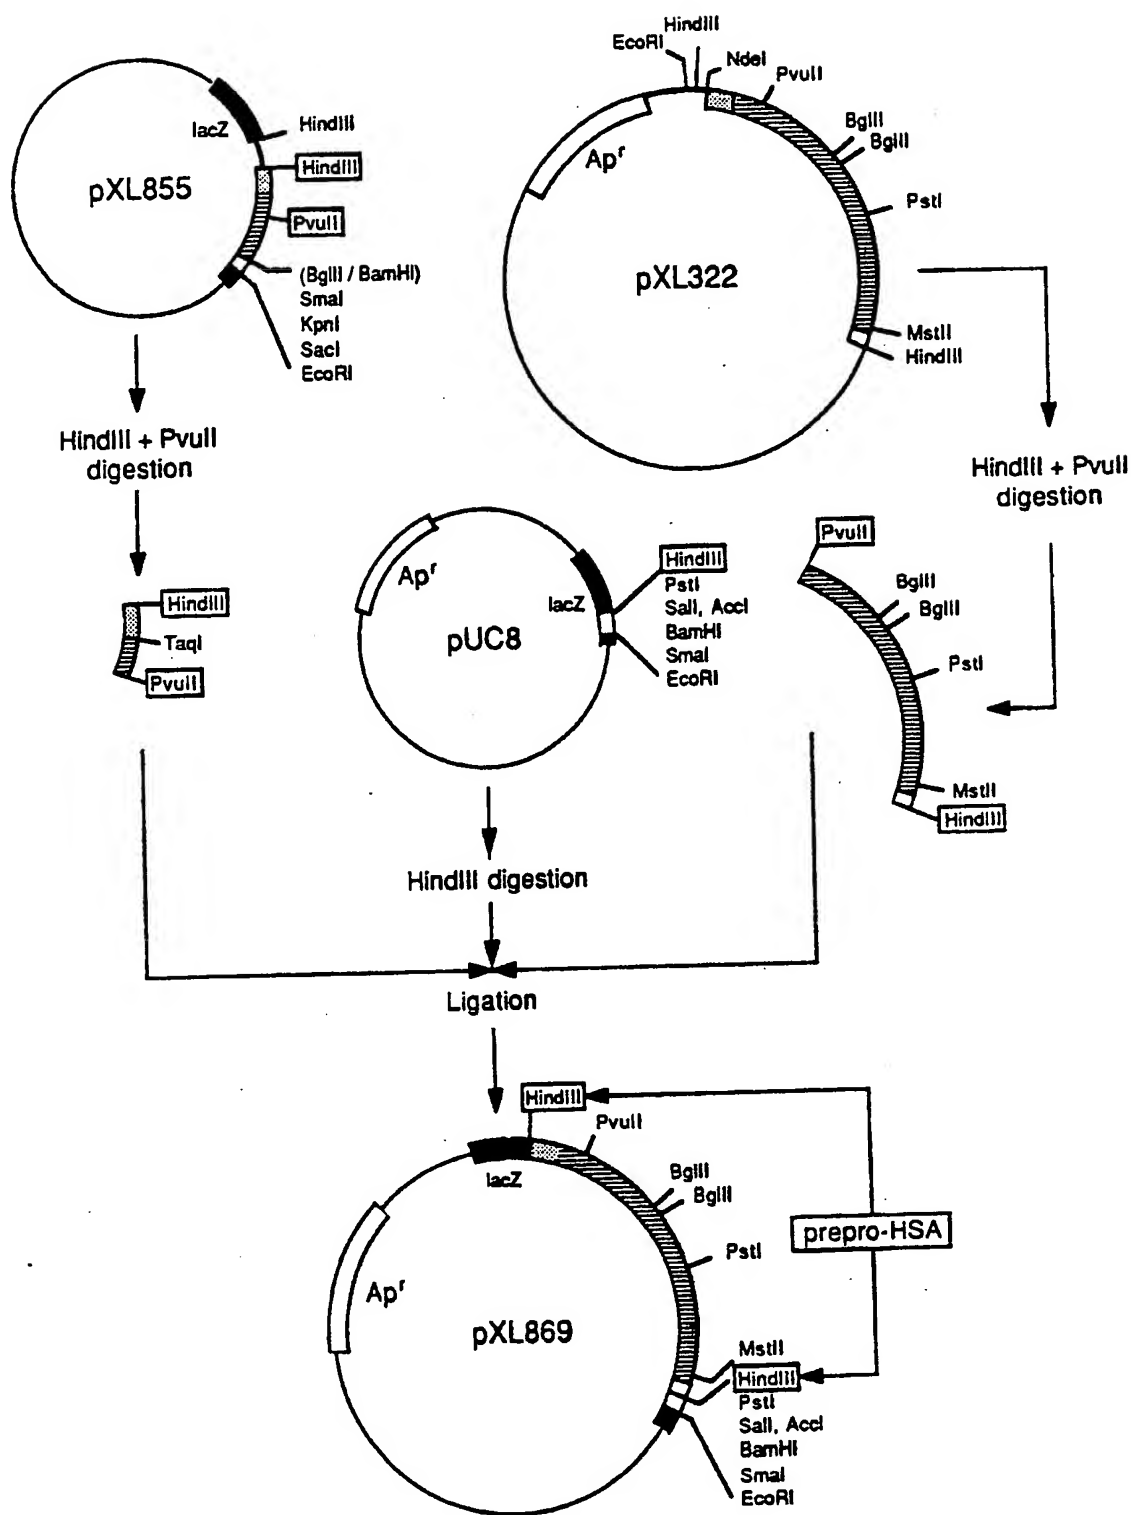 lacZ
HindIII
HindIII
PvuII
pXL855
(BglII / BamHI)
SmaI
KpnI
SacI
EcoRI
HindIII
EcoRI
NdeI
PvuII
BglII
BglII
Apr
PstI
pXL322
MstII
HindIII
HindIII + PvuII
digestion
HindIII + PvuII
digestion
HindIII
TaqI
PvuII
Apr
lacZ
pUC8
HindIII
PstI
SalI, AccI
BamHI
SmaI
EcoRI
PvuII
BglII
BglII
PstI
MstII
HindIII
HindIII digestion
Ligation
HindIII
PvuII
lacZ
BglII
BglII
PstI
prepro-HSA
Apr
pXL869
MstII
HindIII
PstI
SalI, AccI
BamHI
SmaI
EcoRI